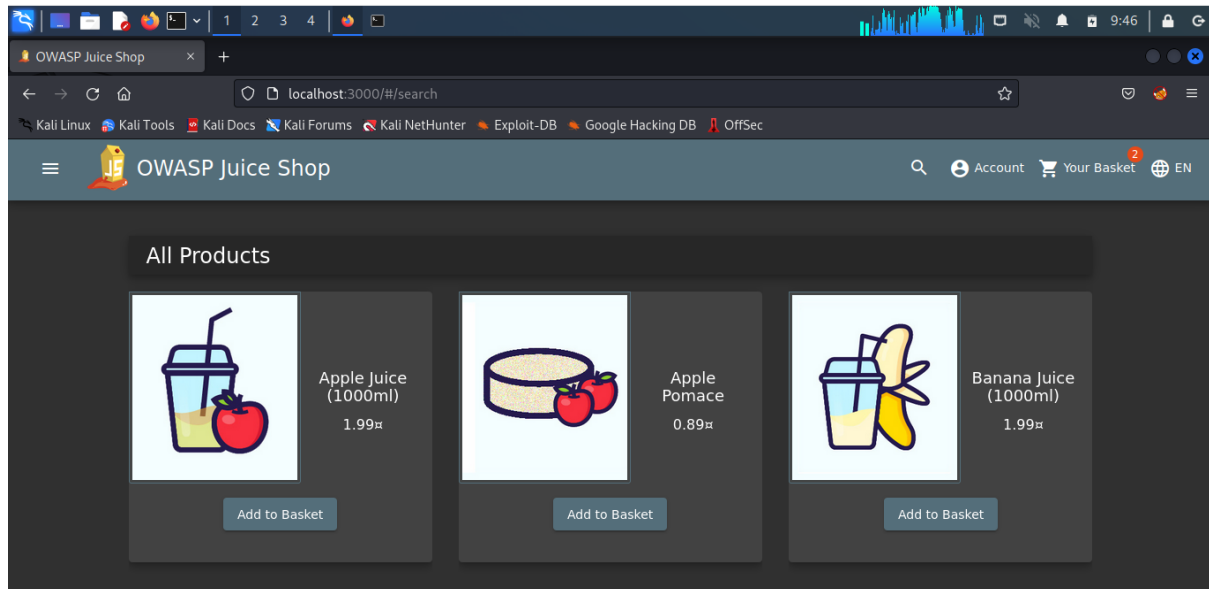 1 2 3 4 9:46
OWASP Juice Shop × +
localhost:3000/#/search
Kali Linux Kali Tools Kali Docs Kali Forums Kali NetHunter Exploit-DB Google Hacking DB OffSec
JS OWASP Juice Shop Account Your Basket 2 EN
All Products
Apple Juice
(1000ml)
1.99¤
Apple
Pomace
0.89¤
Banana Juice
(1000ml)
1.99¤
Add to Basket Add to Basket Add to Basket